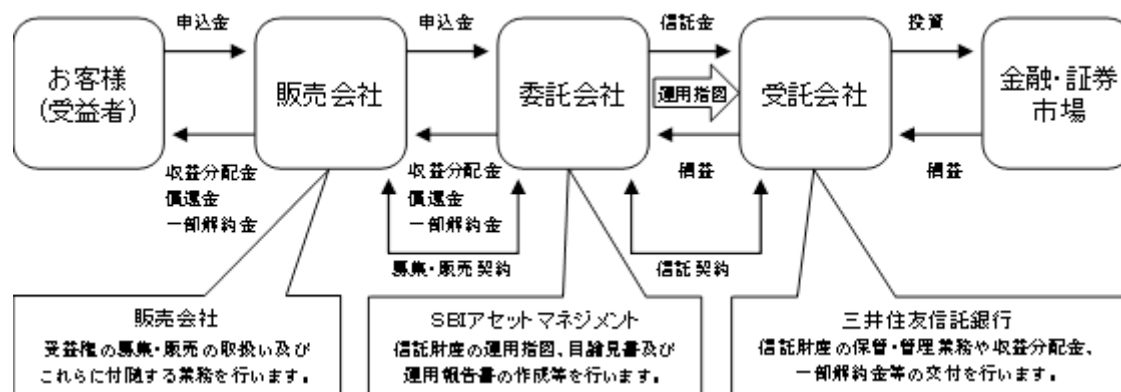 申込金
申込金
信託金
投資
お客様
(受益者)
販売会社
委託会社
運用指図
受託会社
金融・証券
市場
収益分配金
償還金
一部解約金
収益分配金
償還金
一部解約金
損益
損益
募集・販売契約
信託契約
販売会社
受益権の募集・販売の取扱い及び
これらに付随する業務を行います。
SBIアセットマネジメント
信託財産の運用指図、目論見書及び
運用報告書の作成等を行います。
三井住友信託銀行
信託財産の保管・管理業務や収益分配金、
一部解約金等の交付を行います。